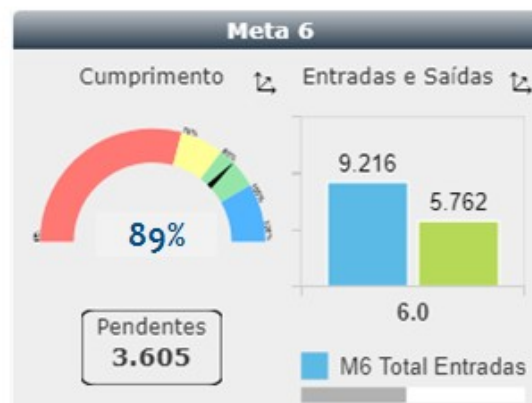 Meta 6
Cumprimento
Entradas e Saídas
89%
Pendentes
3.605
9.216
5.762
6.0
M6 Total Entradas